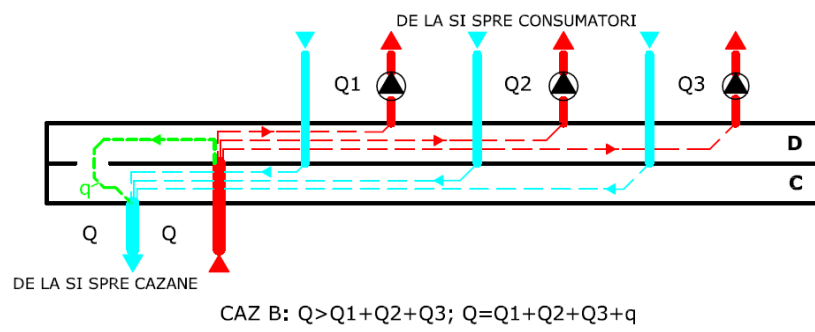 DE LA SI SPRE CONSUMATORI
Q1 Q2 Q3
D
C
q
Q Q
DE LA SI SPRE CAZANE
CAZ B: Q>Q1+Q2+Q3; Q=Q1+Q2+Q3+q